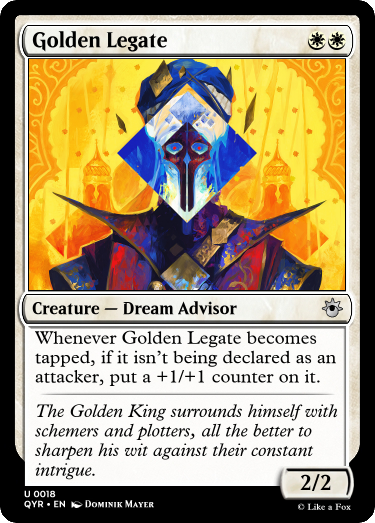 Golden Legate
Creature — Dream Advisor
Whenever Golden Legate becomes
tapped, if it isn't being declared as an
attacker, put a +1/+1 counter on it.
The Golden King surrounds himself with
schemers and plotters, all the better to
sharpen his wit against their constant
intrigue.
2/2
U 0018
QYR • EN DOMINIK MAYER
© Like a Fox